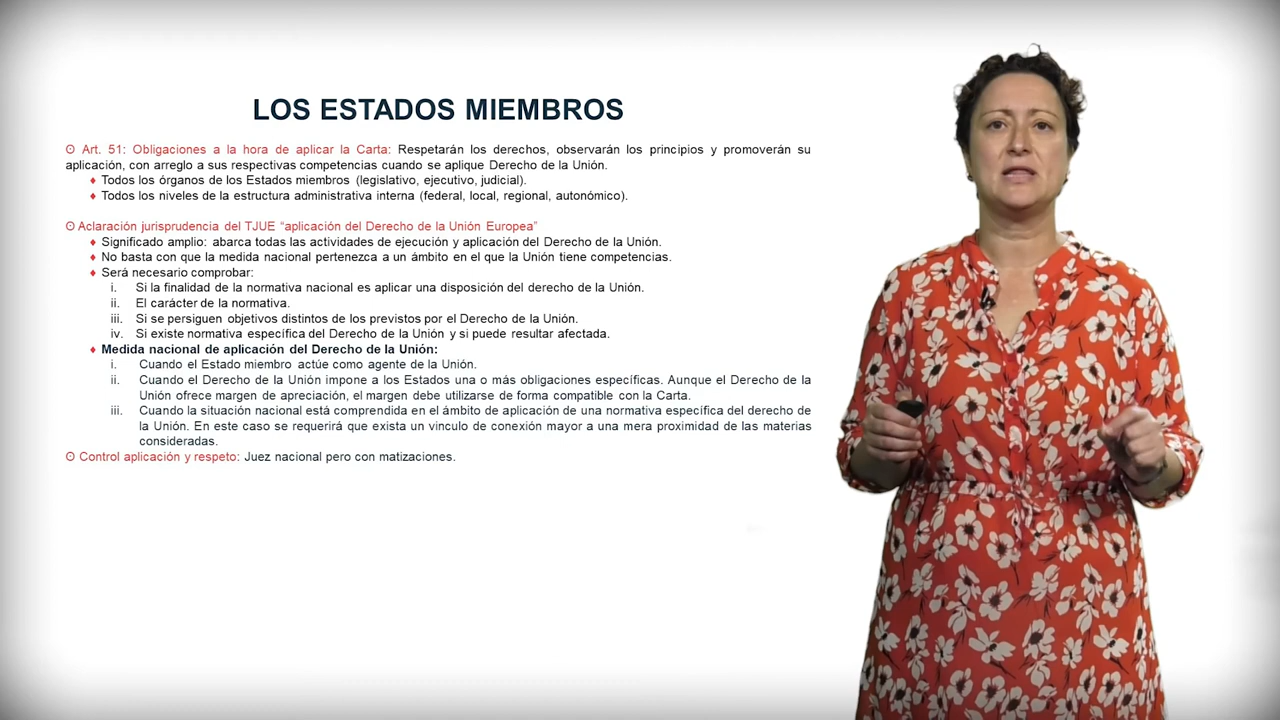 LOS ESTADOS MIEMBROS
ʘ Art. 51: Obligaciones a la hora de aplicar la Carta: Respetarán los derechos, observarán los principios y promoverán su
aplicación, con arreglo a sus respectivas competencias cuando se aplique Derecho de la Unión.
♦ Todos los órganos de los Estados miembros (legislativo, ejecutivo, judicial).
♦ Todos los niveles de la estructura administrativa interna (federal, local, regional, autonómico).
ʘ Aclaración jurisprudencia del TJUE “aplicación del Derecho de la Unión Europea”
♦ Significado amplio: abarca todas las actividades de ejecución y aplicación del Derecho de la Unión.
♦ No basta con que la medida nacional pertenezca a un ámbito en el que la Unión tiene competencias.
♦ Será necesario comprobar:
i. Si la finalidad de la normativa nacional es aplicar una disposición del derecho de la Unión.
ii. El carácter de la normativa.
iii. Si se persiguen objetivos distintos de los previstos por el Derecho de la Unión.
iv. Si existe normativa específica del Derecho de la Unión y si puede resultar afectada.
♦ Medida nacional de aplicación del Derecho de la Unión:
i. Cuando el Estado miembro actúe como agente de la Unión.
ii. Cuando el Derecho de la Unión impone a los Estados una o más obligaciones específicas. Aunque el Derecho de la
Unión ofrece margen de apreciación, el margen debe utilizarse de forma compatible con la Carta.
iii. Cuando la situación nacional está comprendida en el ámbito de aplicación de una normativa específica del derecho de
la Unión. En este caso se requerirá que exista un vinculo de conexión mayor a una mera proximidad de las materias
consideradas.
ʘ Control aplicación y respeto: Juez nacional pero con matizaciones.